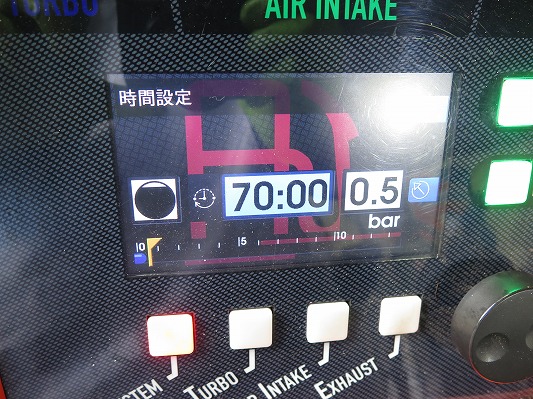 TURBO
AIR INTAKE
時間設定
70:00
0.5
bar
0
5
10
TURBO
INTAKE
EXHAUST